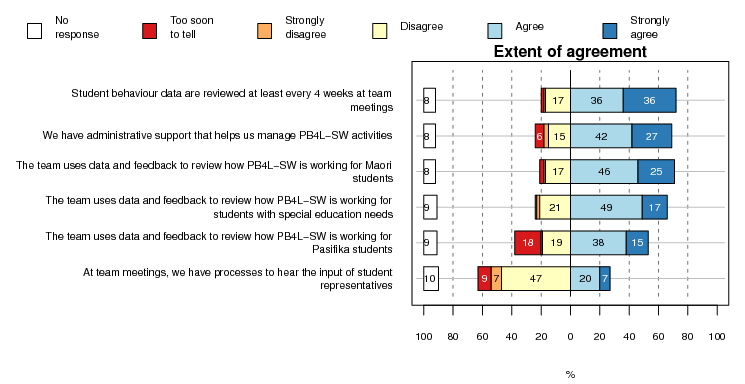 No response
Too soon to tell
Strongly disagree
Disagree
Agree
Strongly agree
Extent of agreement
Student behaviour data are reviewed at least every 4 weeks at team
meetings
8 17 36 36
We have administrative support that helps us manage PB4L−SW activities
8 6 15 42 27
The team uses data and feedback to review how PB4L−SW is working for Maori
students
8 17 46 25
The team uses data and feedback to review how PB4L−SW is working for
students with special education needs
9 21 49 17
The team uses data and feedback to review how PB4L−SW is working for
Pasifika students
9 18 19 38 15
At team meetings, we have processes to hear the input of student
representatives
10 9 7 47 20 7
100 80 60 40 20 0 20 40 60 80 100
%